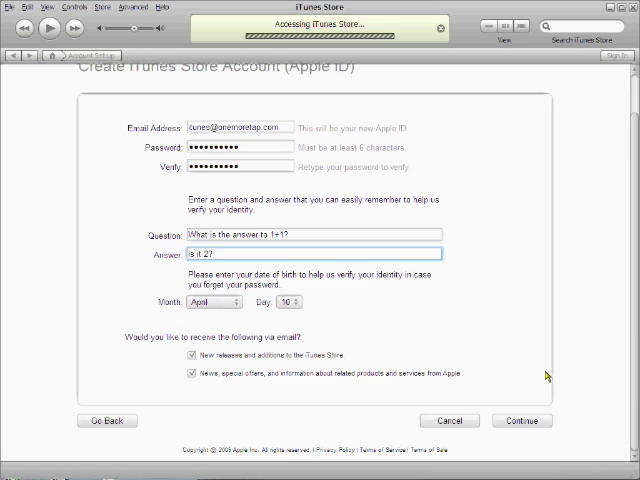 File Edit View Controls Store Advanced Help
iTunes Store
Accessing iTunes Store...
View
Search iTunes Store
Account Set-up
Sign In
Create iTunes Store Account (Apple ID)
Email Address: itunes@onemoretap.com This will be your new Apple ID.
Password: •••••••••• Must be at least 6 characters.
Verify: •••••••••• Retype your password to verify.
Enter a question and answer that you can easily remember to help us
verify your identity.
Question: What is the answer to 1+1?
Answer: Is it 2?
Please enter your date of birth to help us verify your identity in case
you forget your password.
Month: April Day: 10
Would you like to receive the following via email?:
New releases and additions to the iTunes Store
News, special offers, and information about related products and services from Apple
Go Back Cancel Continue
Copyright © 2009 Apple Inc. All rights reserved. | Privacy Policy | Terms of Service | Terms of Sale